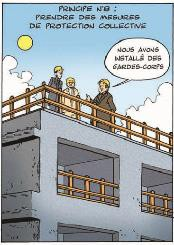 PRINCIPE N°8 :
PRENDRE DES MESURES
DE PROTECTION COLLECTIVE
NOUS AVONS
INSTALLÉ DES
GARDES-CORPS